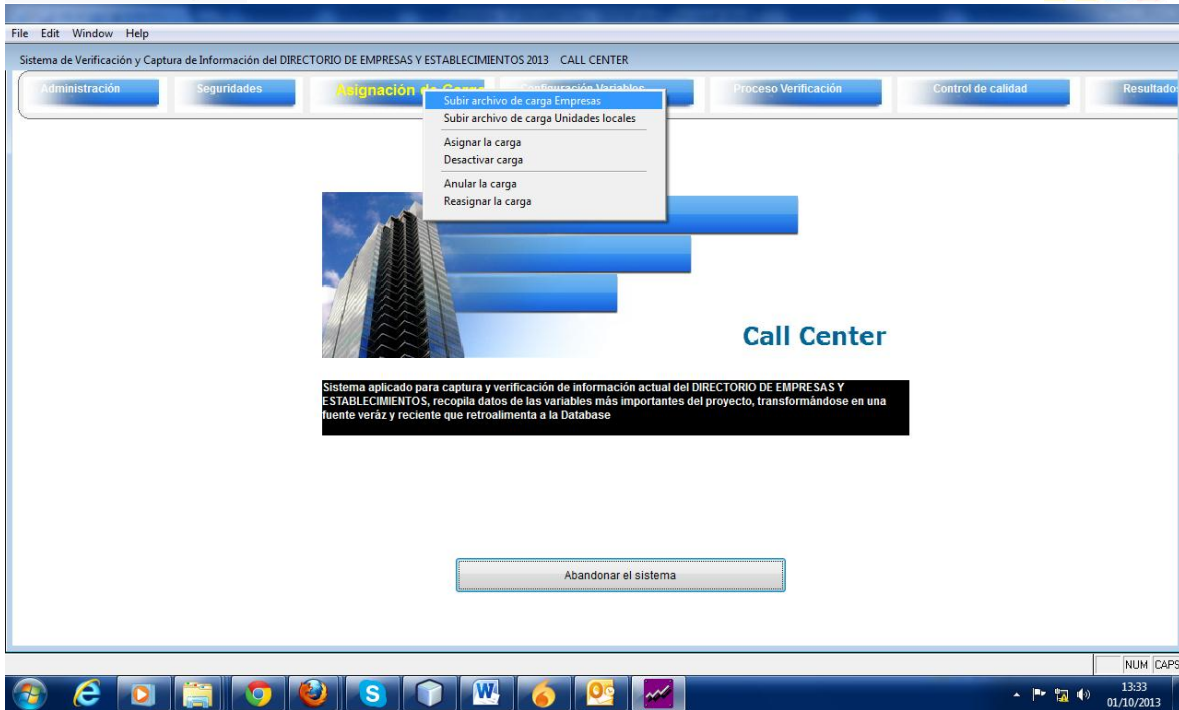 File Edit Window Help
Sistema de Verificación y Captura de Información del DIRECTORIO DE EMPRESAS Y ESTABLECIMIENTOS 2013 CALL CENTER
Administración Seguridades Asignación de Carga Configuración Variables Proceso Verificación Control de calidad Resultado
Subir archivo de carga Empresas
Subir archivo de carga Unidades locales
Asignar la carga
Desactivar carga
Anular la carga
Reasignar la carga
Call Center
Sistema aplicado para captura y verificación de información actual del DIRECTORIO DE EMPRESAS Y
ESTABLECIMIENTOS, recopila datos de las variables más importantes del proyecto, transformándose en una
fuente veráz y reciente que retroalimenta a la Database
Abandonar el sistema
NUM CAPS
13:33
01/10/2013